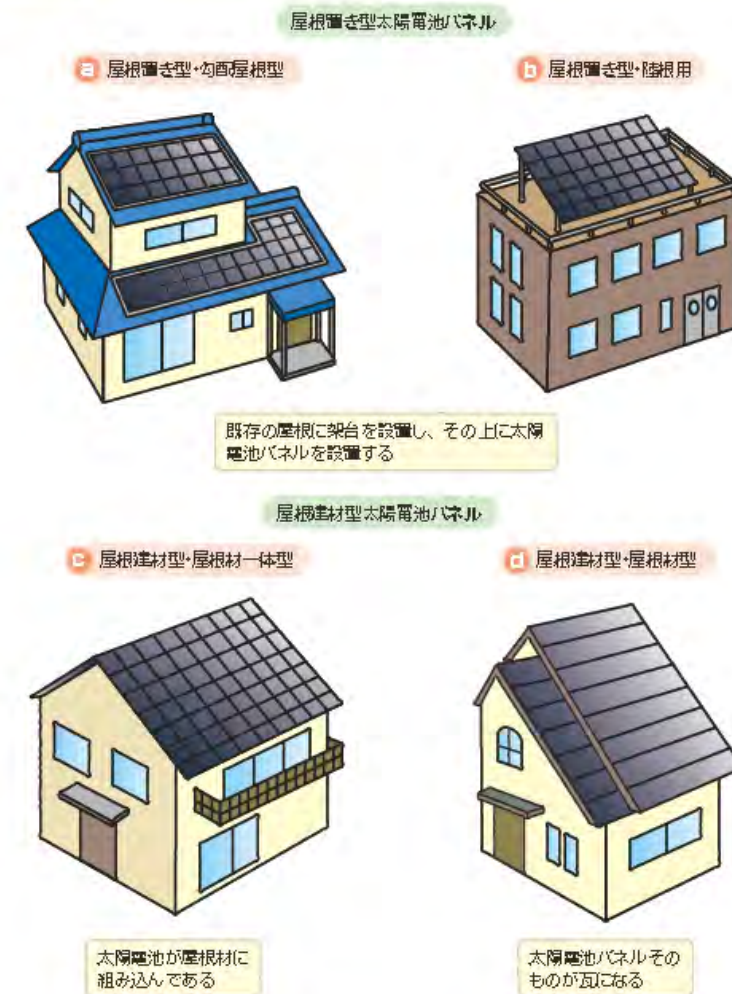 屋根置き型太陽電池パネル
a 屋根置き型・勾配屋根型
b 屋根置き型・陸根用
既存の屋根に架台を設置し、その上に太陽
電池パネルを設置する
屋根建材型太陽電池パネル
c 屋根建材型・屋根材一体型
d 屋根建材型・屋根材型
太陽電池が屋根材に
組み込んである
太陽電池パネルその
ものが瓦になる